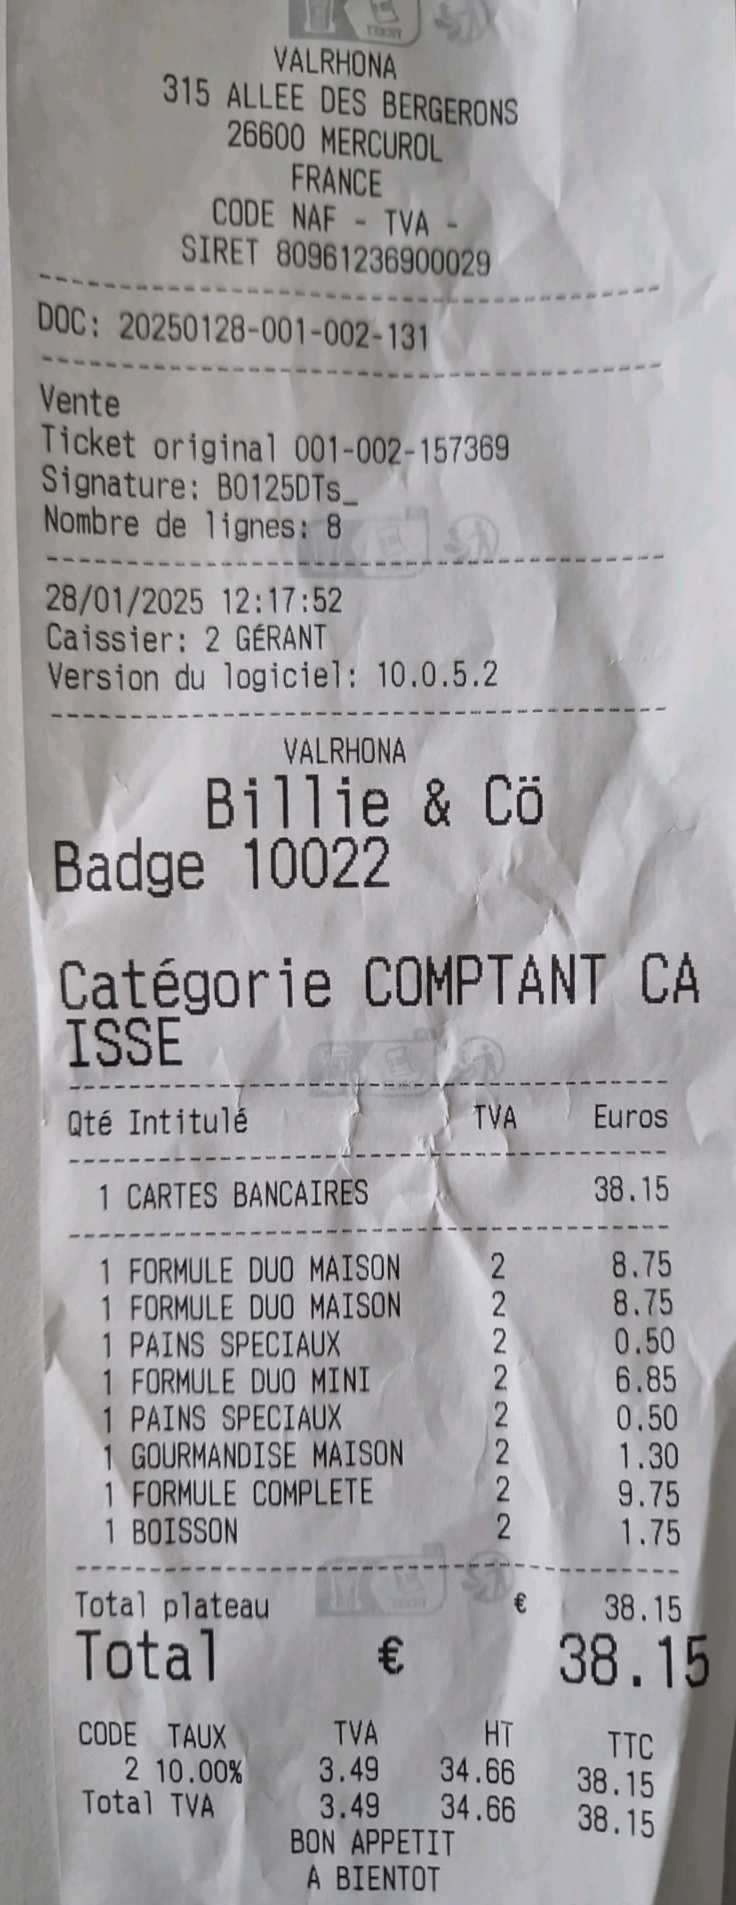 VALRHONA
315 ALLEE DES BERGERONS
26600 MERCUROL
FRANCE
CODE NAF - TVA -
SIRET 80961236900029
DOC: 20250128-001-002-131
Vente
Ticket original 001-002-157369
Signature: B0125DTs_
Nombre de lignes: 8
28/01/2025 12:17:52
Caissier: 2 GÉRANT
Version du logiciel: 10.0.5.2
VALRHONA
Billie & Cö
Badge 10022
Catégorie COMPTANT CA
ISSE
Qté Intitulé TVA Euros
1 CARTES BANCAIRES 38.15
1 FORMULE DUO MAISON 2 8.75
1 FORMULE DUO MAISON 2 8.75
1 PAINS SPECIAUX 2 0.50
1 FORMULE DUO MINI 2 6.85
1 PAINS SPECIAUX 2 0.50
1 GOURMANDISE MAISON 2 1.30
1 FORMULE COMPLETE 2 9.75
1 BOISSON 2 1.75
Total plateau € 38.15
Total € 38.15
CODE TAUX TVA HT TTC
2 10.00% 3.49 34.66 38.15
Total TVA 3.49 34.66 38.15
BON APPETIT
A BIENTOT